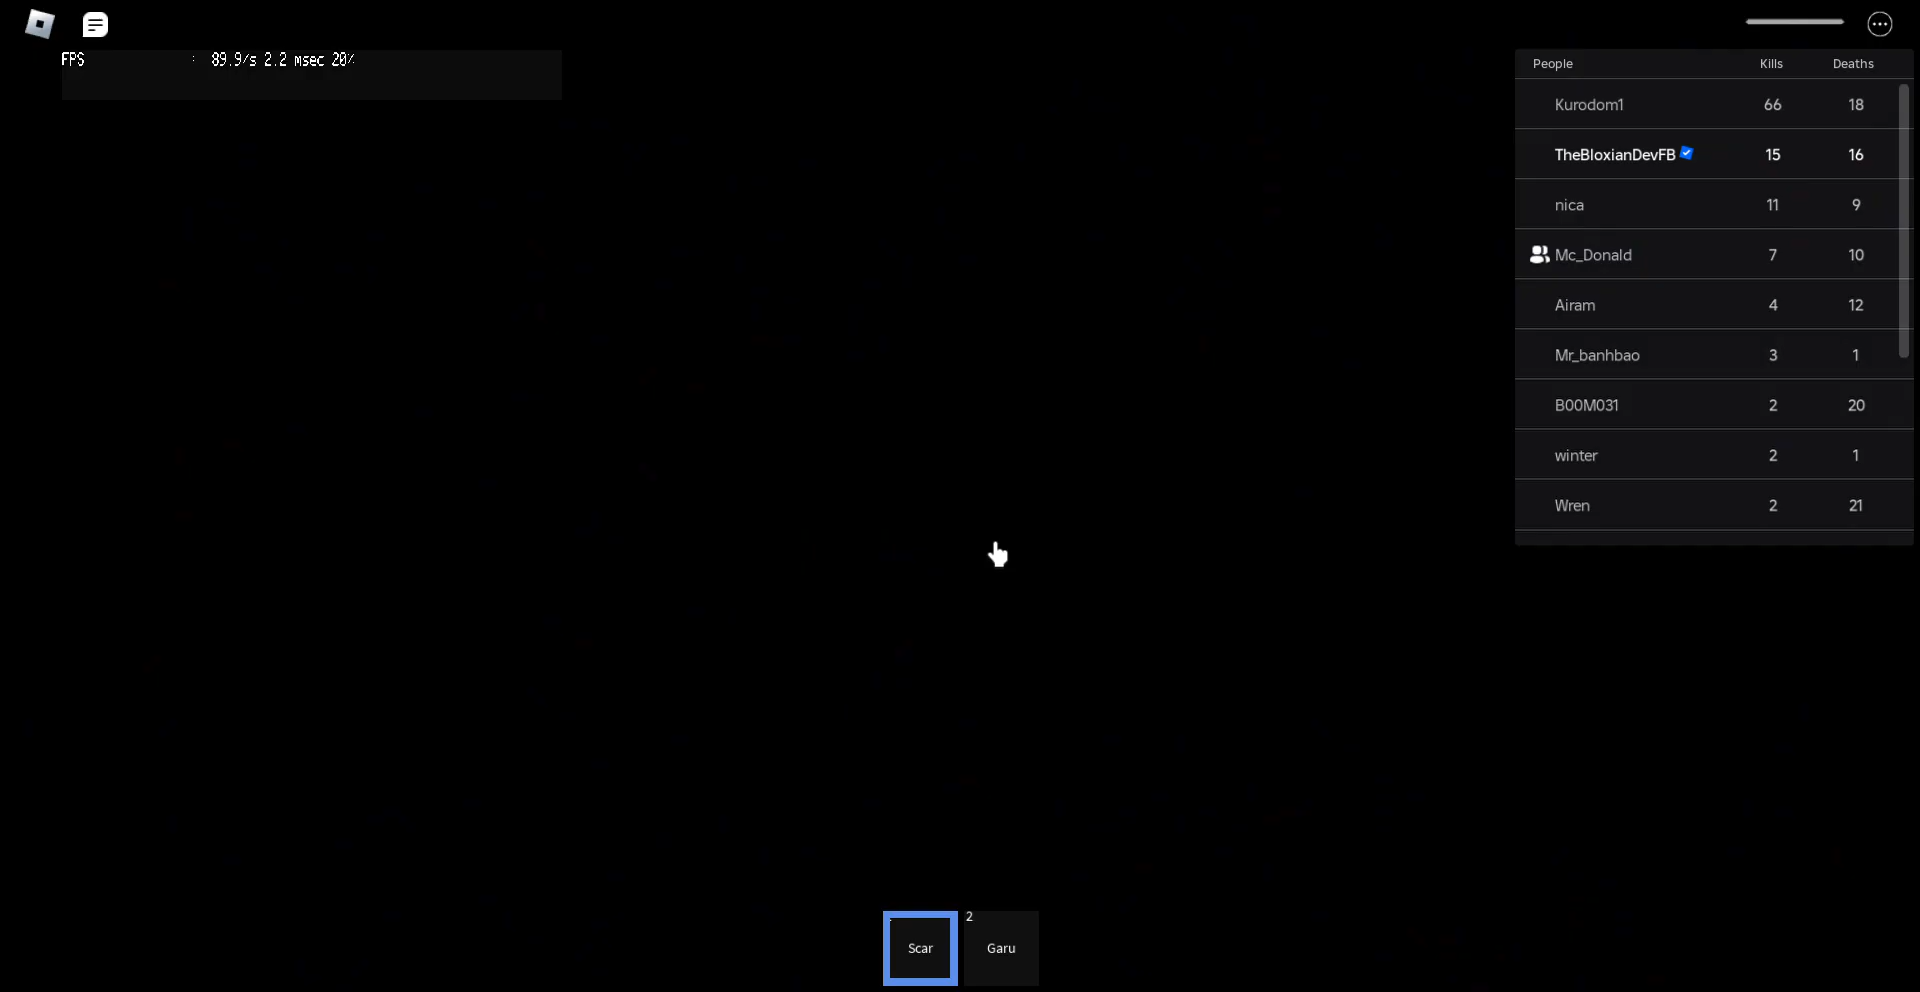 FPS : 89.9/s 2.2 msec 20%
People Kills Deaths
Kurodom1 66 18
TheBloxianDevFB 15 16
nica 11 9
Mc_Donald 7 10
Airam 4 12
Mr_banhbao 3 1
B00M031 2 20
winter 2 1
Wren 2 21
2
Scar Garu